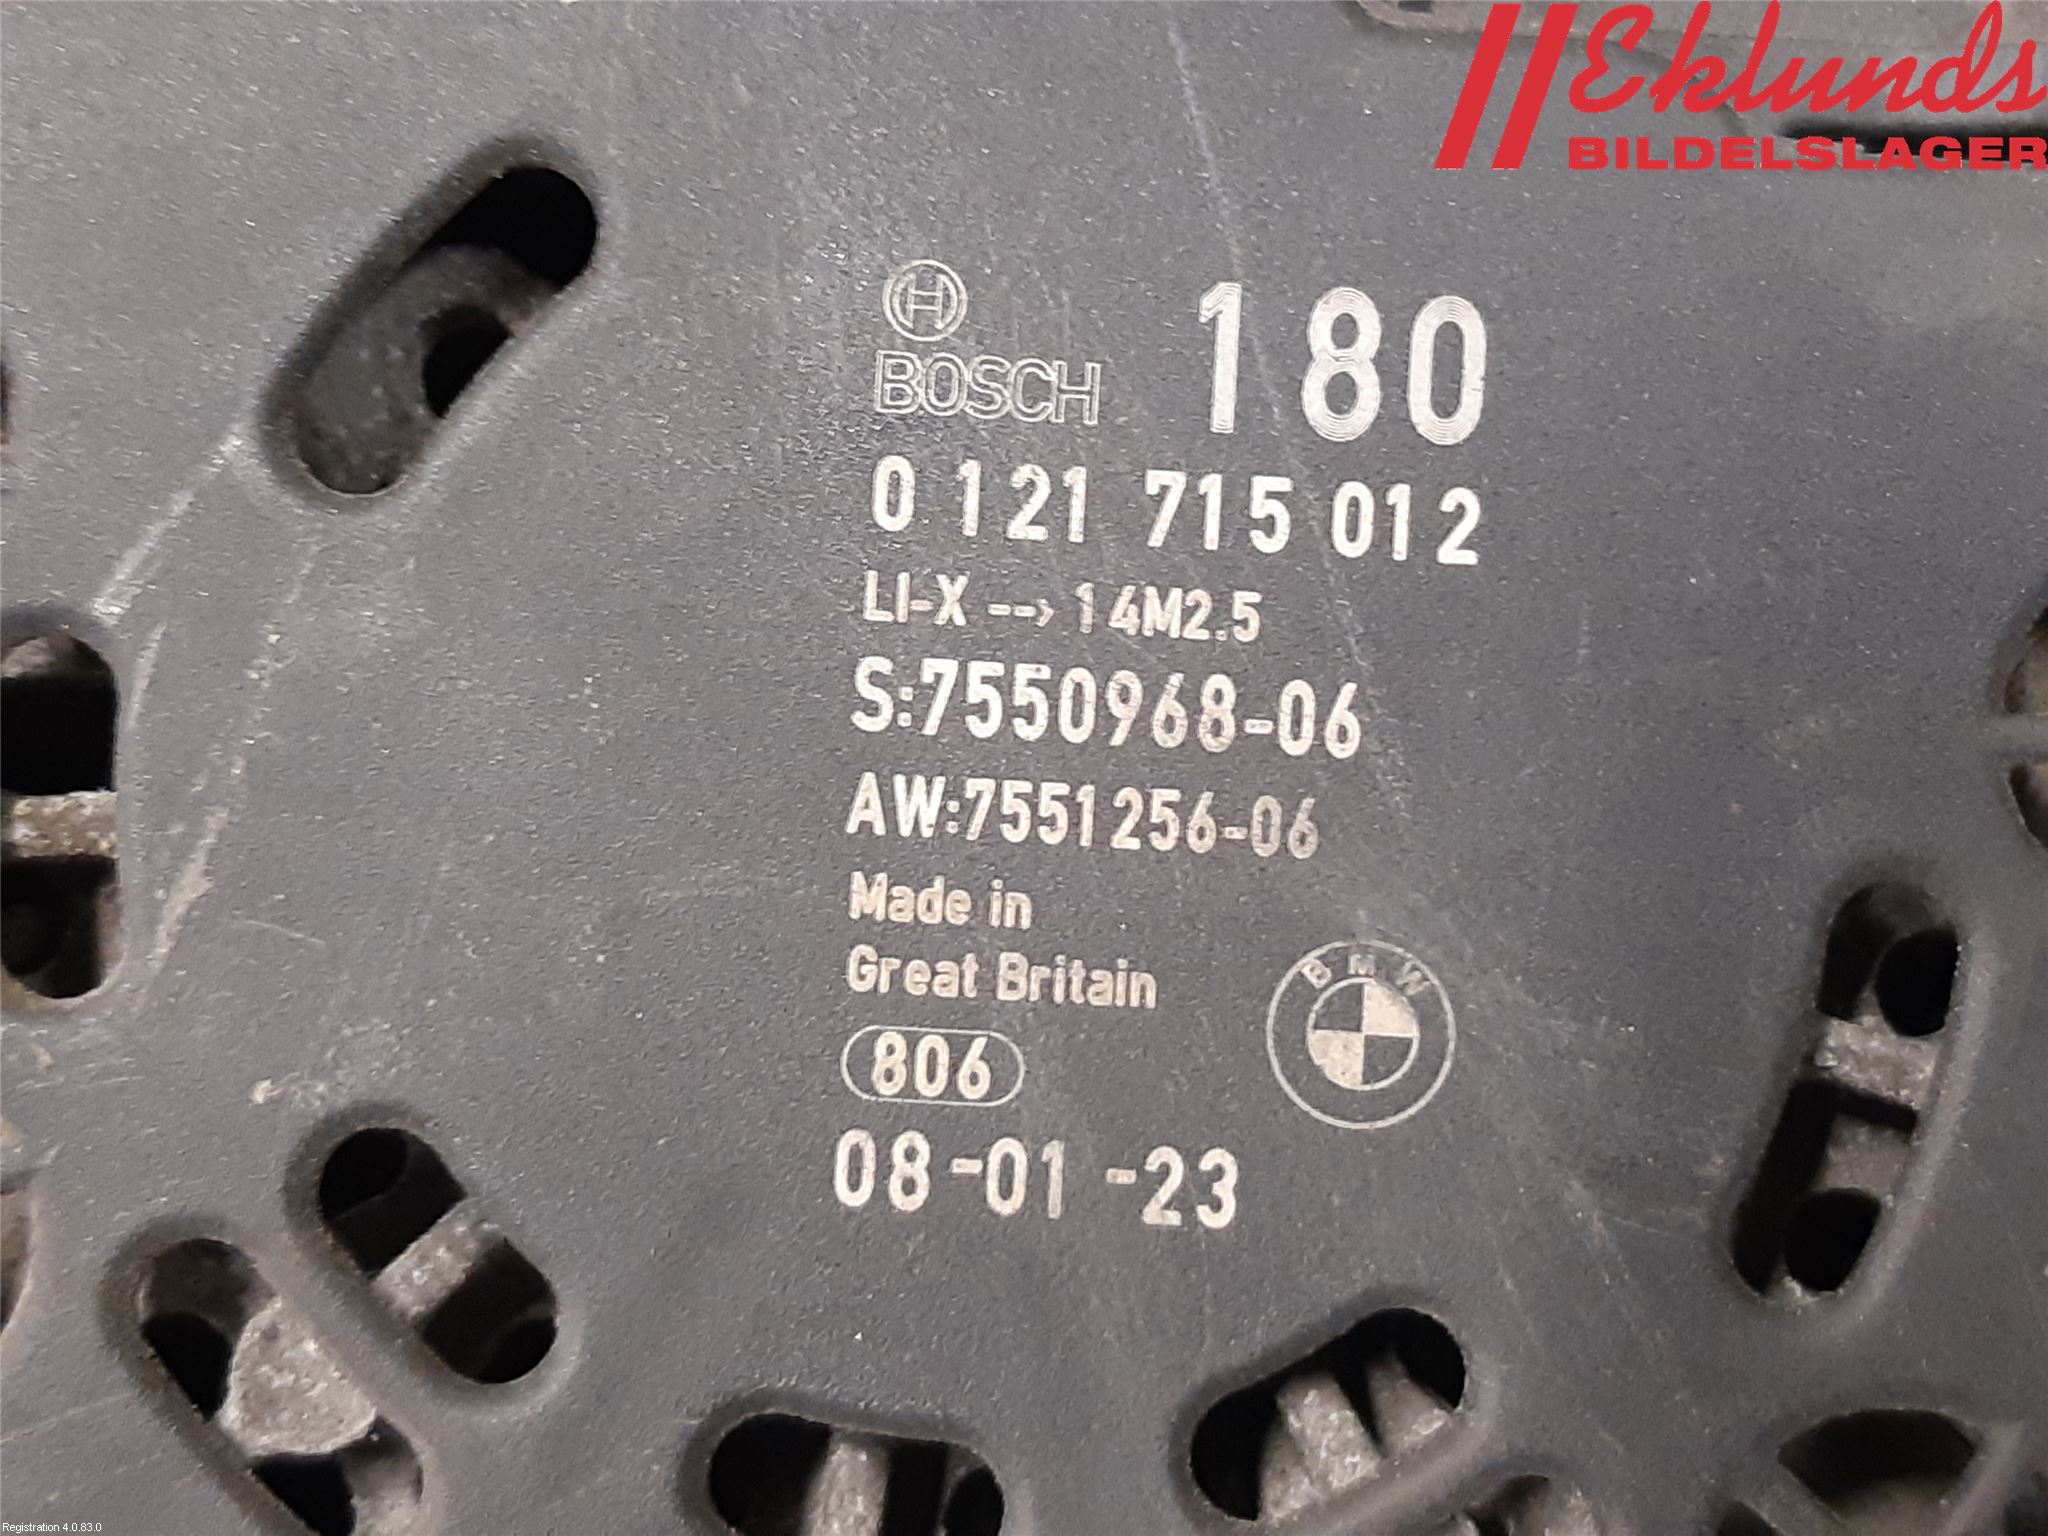 Eklunds
BILDELSLAGER
H
BOSCH 180
0 121 715 012
LI-X --> 14M2.5
S:7550968-06
AW:7551256-06
Made in
Great Britain
BMW
806
08-01-23
Registration 4.0.83.0